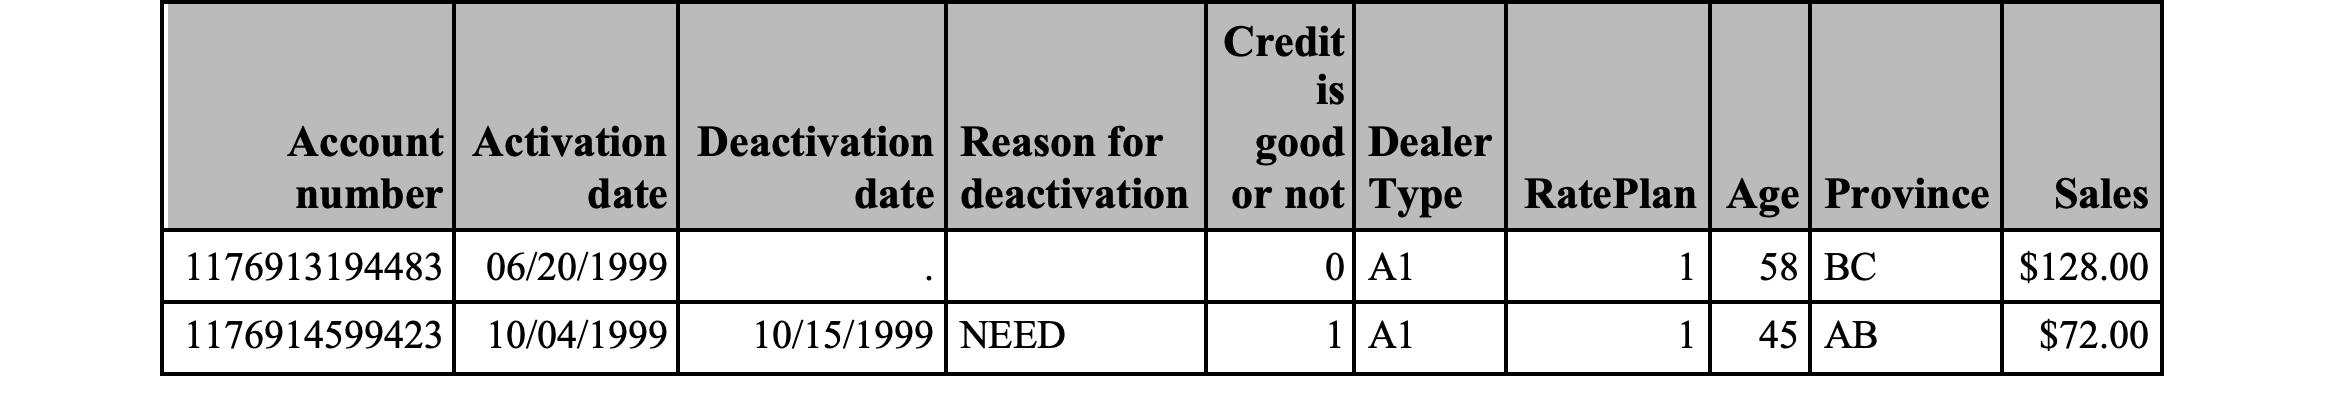 Account number | Activation date | Deactivation date | Reason for deactivation | Credit is good or not | Dealer Type | RatePlan | Age | Province | Sales
1176913194483 | 06/20/1999 | . | | 0 | A1 | 1 | 58 | BC | $128.00
1176914599423 | 10/04/1999 | 10/15/1999 | NEED | 1 | A1 | 1 | 45 | AB | $72.00